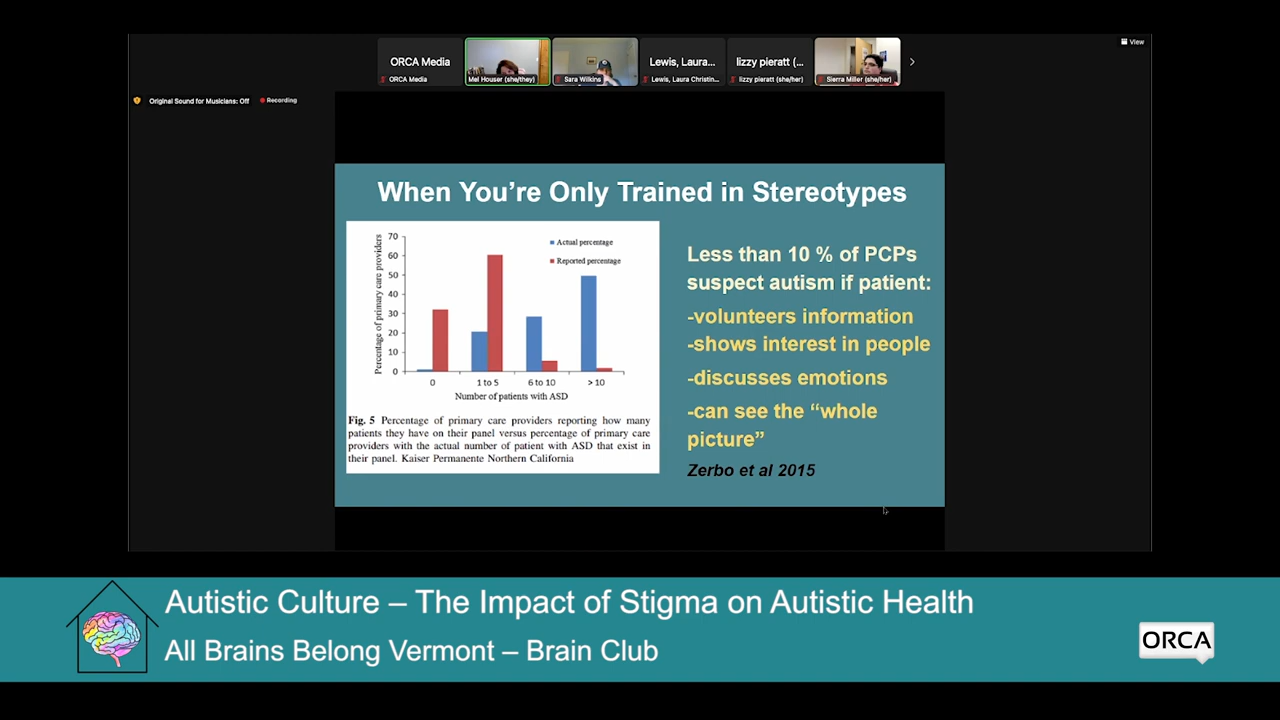 ORCA Media
Lewis, Laura...
lizzy pieratt (...
ORCA Media
Mel Houser (she/they)
Sara Wilkins
Lewis, Laura Christin...
lizzy pieratt (she/her)
Sierra Miller (she/her)
View
Original Sound for Musicians: Off
Recording
When You're Only Trained in Stereotypes
Percentage of primary care providers
70
60
50
40
30
20
10
0
Actual percentage
Reported percentage
0
1 to 5
6 to 10
> 10
Number of patients with ASD
Fig. 5 Percentage of primary care providers reporting how many
patients they have on their panel versus percentage of primary care
providers with the actual number of patient with ASD that exist in
their panel. Kaiser Permanente Northern California
Less than 10 % of PCPs
suspect autism if patient:
-volunteers information
-shows interest in people
-discusses emotions
-can see the “whole
picture”
Zerbo et al 2015
Autistic Culture – The Impact of Stigma on Autistic Health
All Brains Belong Vermont – Brain Club
ORCA